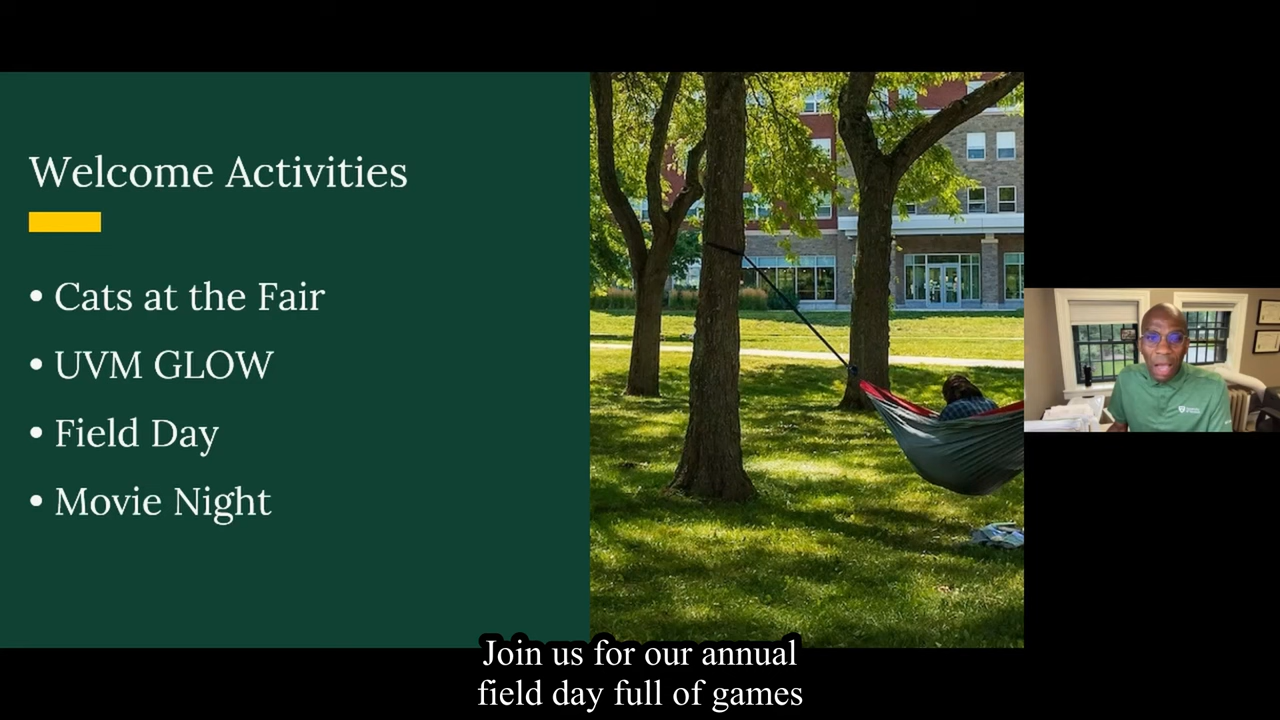 Welcome Activities
• Cats at the Fair
• UVM GLOW
• Field Day
• Movie Night
Join us for our annual
field day full of games